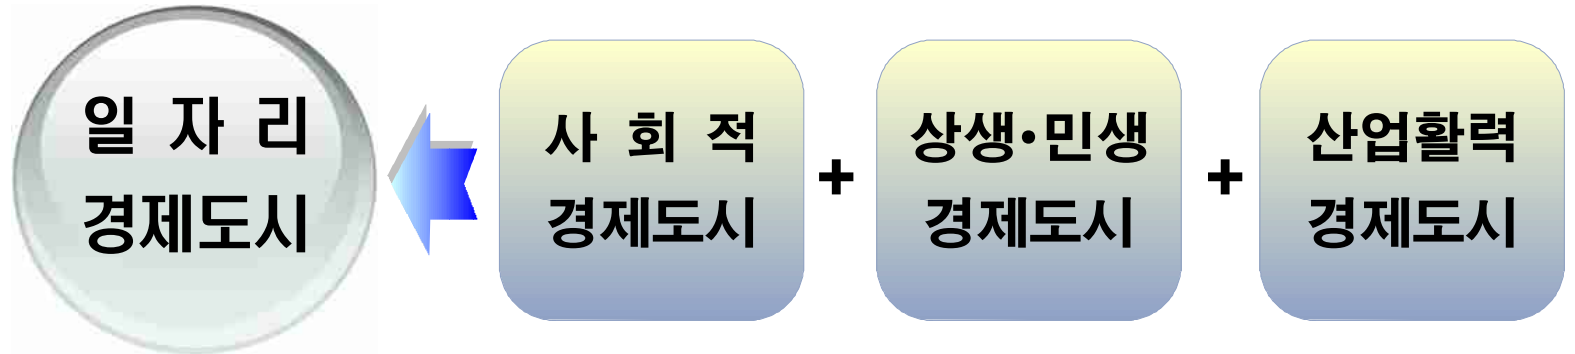 일 자 리
경제도시
사 회 적
경제도시
+
상생·민생
경제도시
+
산업활력
경제도시